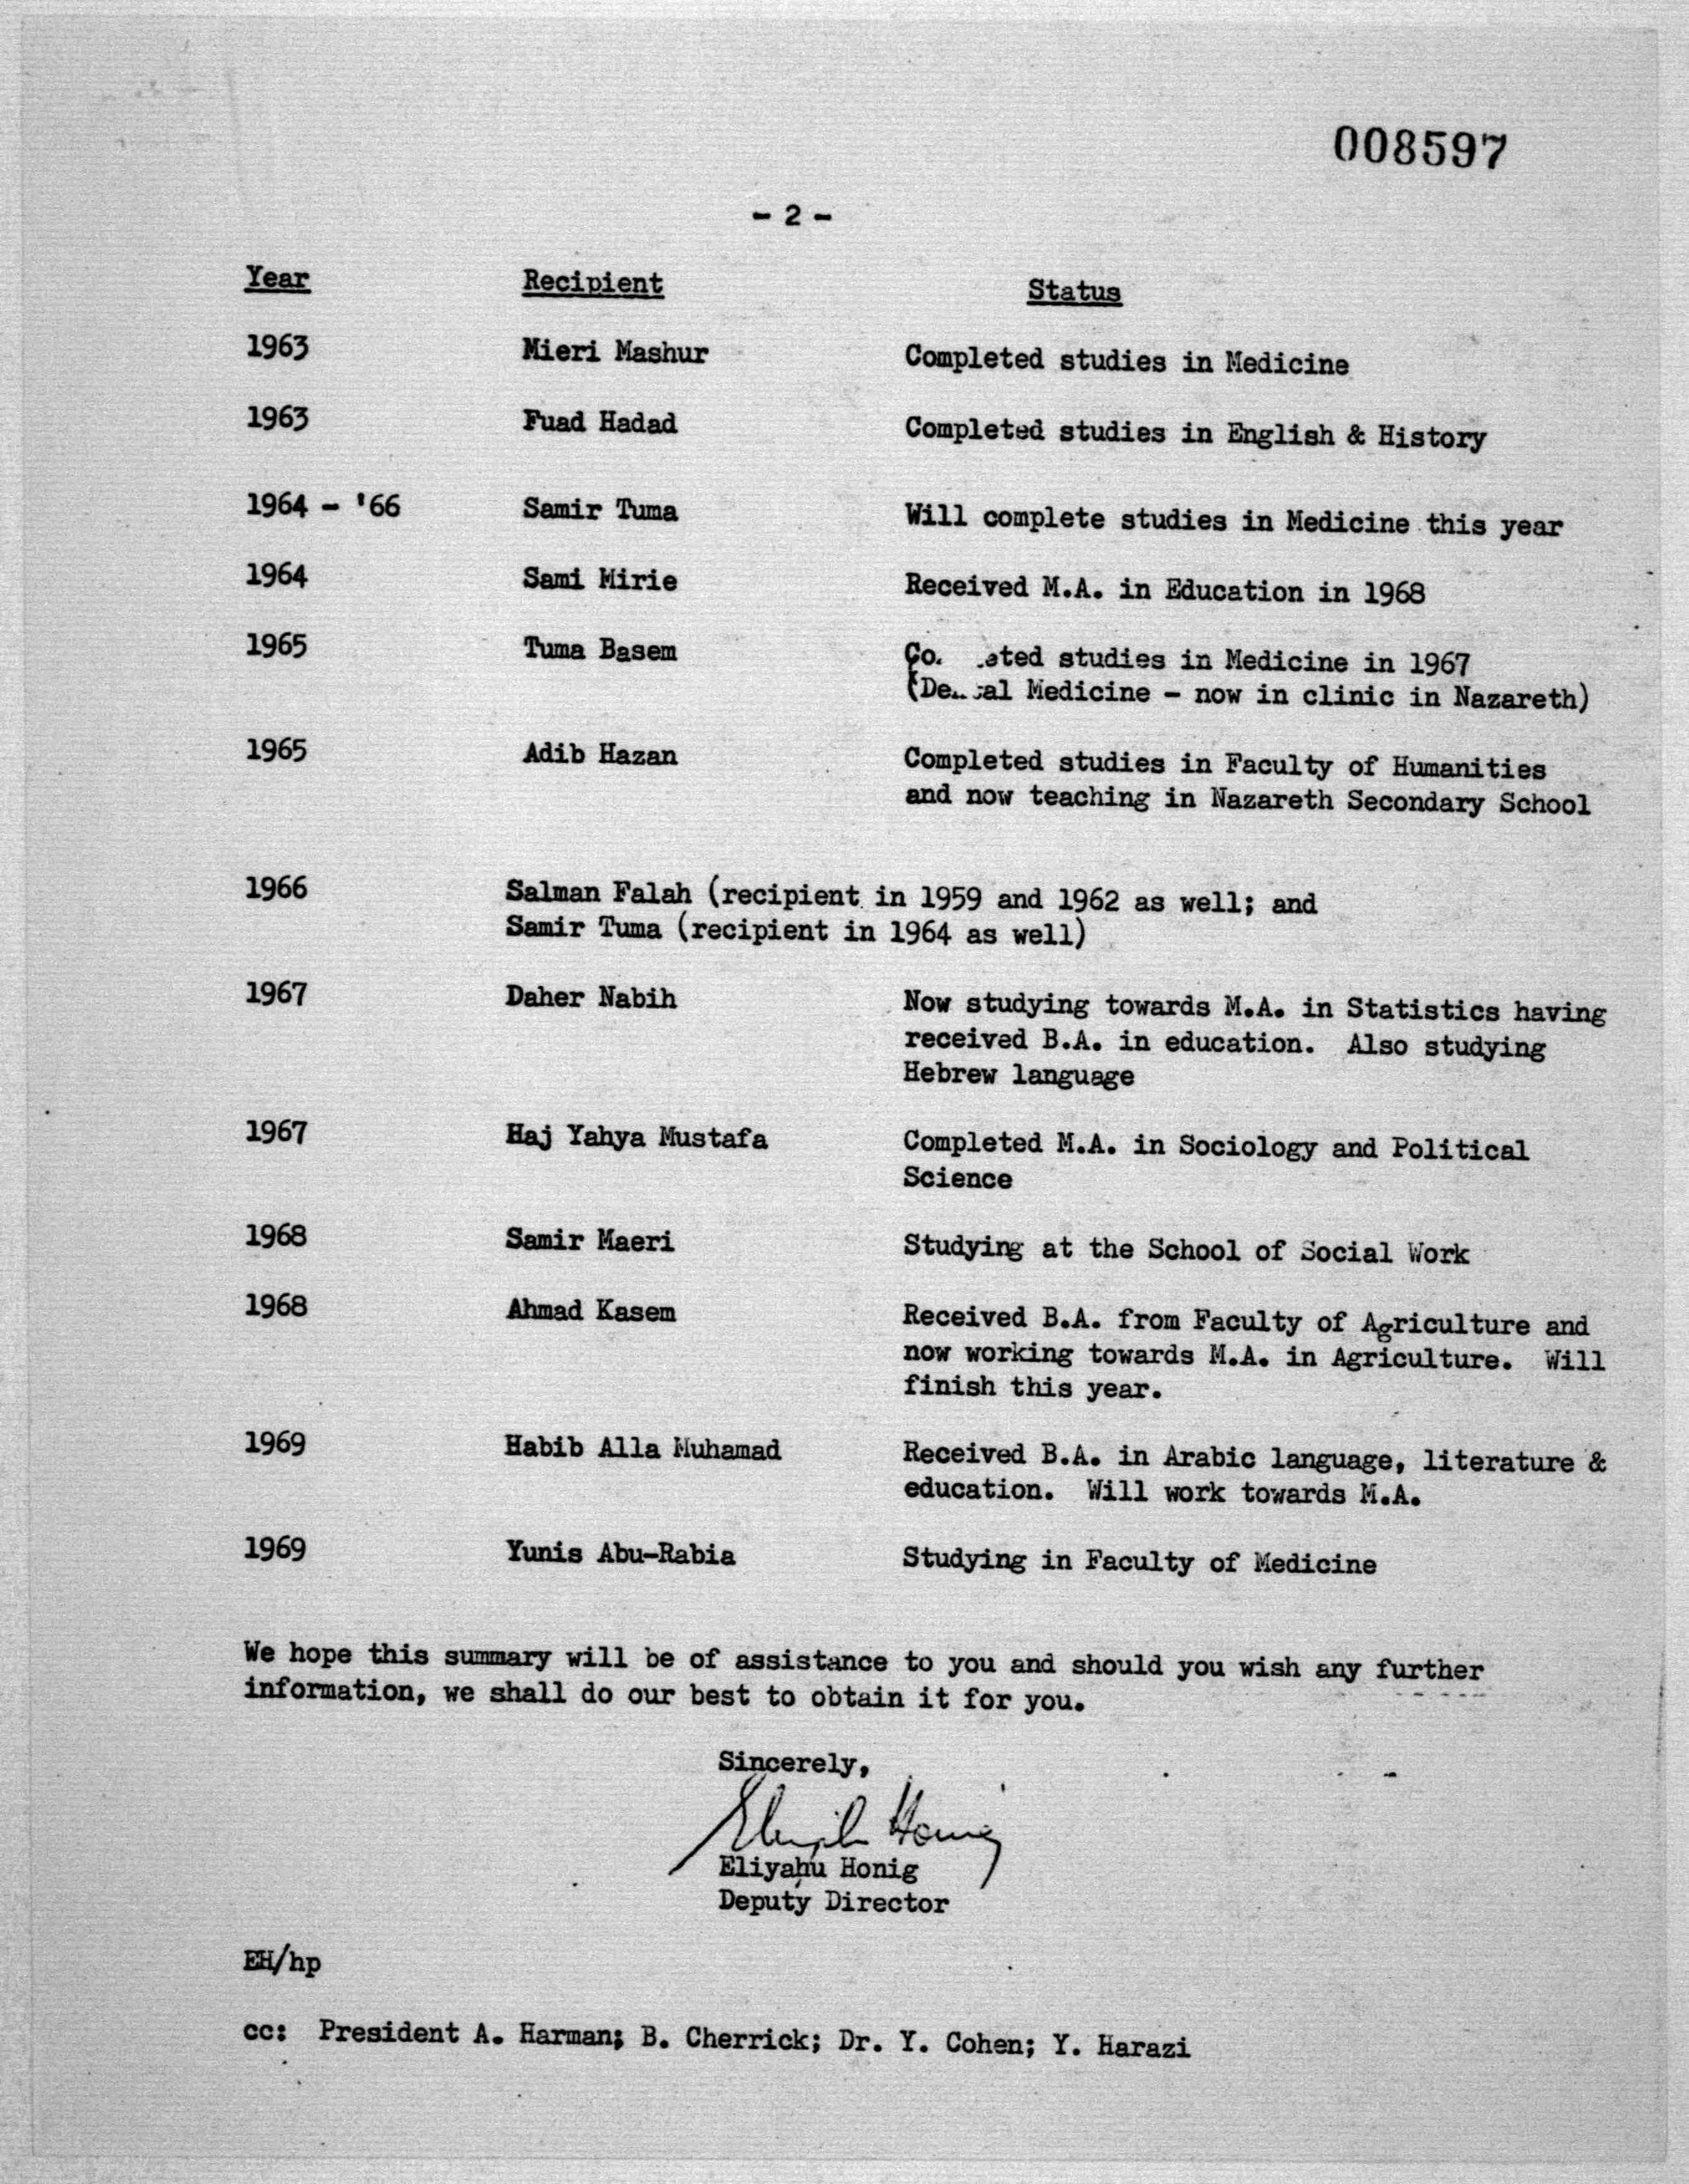 008597
- 2 -
Year Recipient Status
1963 Mieri Mashur Completed studies in Medicine
1963 Fuad Hadad Completed studies in English & History
1964 - '66 Samir Tuma Will complete studies in Medicine this year
1964 Sami Mirie Received M.A. in Education in 1968
1965 Tuma Basem studies in Medicine in 1967
Medicine - now in clinic in Nazareth)
1965 Adib Hazan Completed studies in Faculty of Humanities
and now teaching in Nazareth Secondary School
1966 Salman Falah (recipient in 1959 and 1962 as well; and
Samir Tuma (recipient in 1964 as well)
1967 Daher Nabih Now studying towards M.A. in Statistics having
received B.A. in education. Also studying
Hebrew language
1967 Haj Yahya Mustafa Completed M.A. in Sociology and Political
Science
1968 Samir Maeri Studying at the School of Social Work
1968 Ahmad Kasem Received B.A. from Faculty of Agriculture and
now working towards M.A. in Agriculture. Will
finish this year.
1969 Habib Alla Muhamad Received B.A. in Arabic language, literature &
education. Will work towards M.A.
1969 Yunis Abu-Rabia Studying in Faculty of Medicine
We hope this summary will be of assistance to you and should you wish any further
information, we shall do our best to obtain it for you.
Sincerely,
Eliyahu Honig
Eliyahu Honig
Deputy Director
EH/hp
cc: President A. Harman; B. Cherrick; Dr. Y. Cohen; Y. Harazi